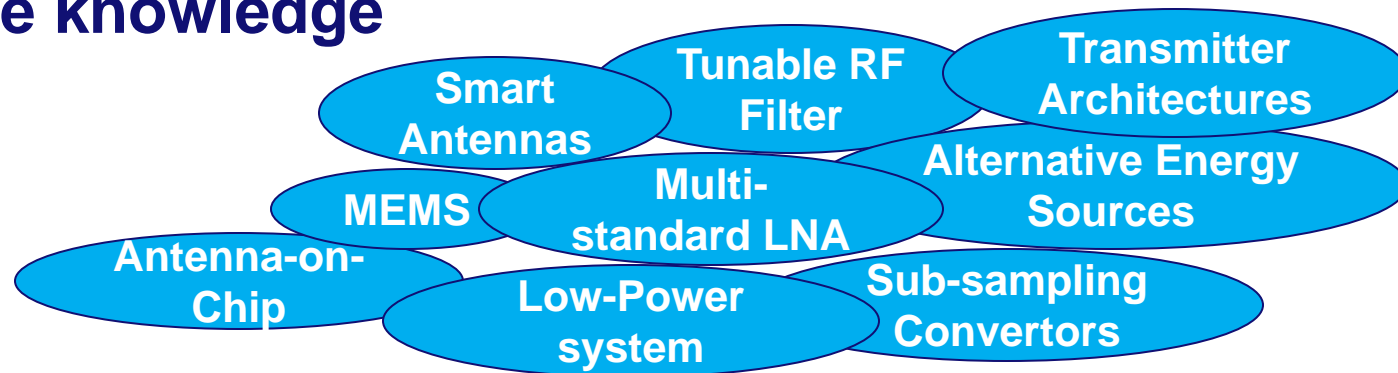 e knowledge
Smart
Antennas
Tunable RF
Filter
Transmitter
Architectures
MEMS
Multi-
standard LNA
Alternative Energy
Sources
Antenna-on-
Chip
Low-Power
system
Sub-sampling
Convertors